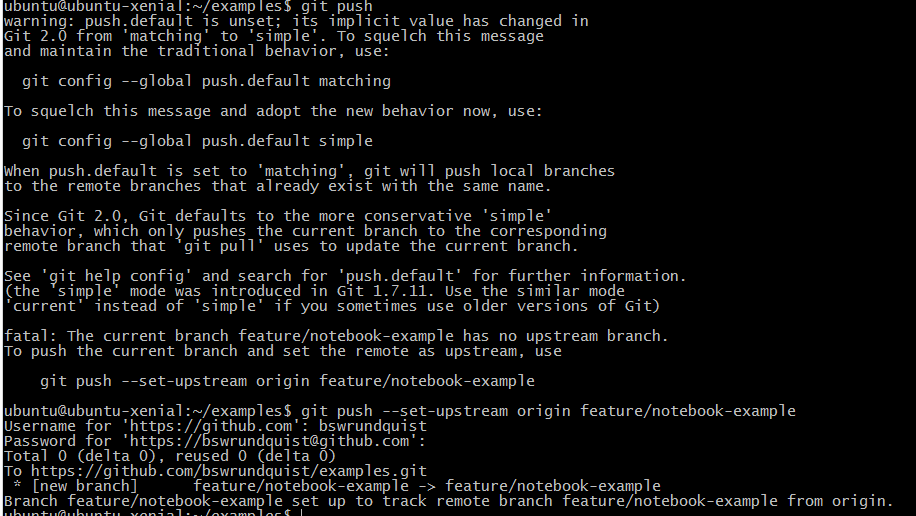 ubuntu@ubuntu-xenial:~/examples$ git push
warning: push.default is unset; its implicit value has changed in
Git 2.0 from 'matching' to 'simple'. To squelch this message
and maintain the traditional behavior, use:
git config --global push.default matching
To squelch this message and adopt the new behavior now, use:
git config --global push.default simple
When push.default is set to 'matching', git will push local branches
to the remote branches that already exist with the same name.
Since Git 2.0, Git defaults to the more conservative 'simple'
behavior, which only pushes the current branch to the corresponding
remote branch that 'git pull' uses to update the current branch.
See 'git help config' and search for 'push.default' for further information.
(the 'simple' mode was introduced in Git 1.7.11. Use the similar mode
'current' instead of 'simple' if you sometimes use older versions of Git)
fatal: The current branch feature/notebook-example has no upstream branch.
To push the current branch and set the remote as upstream, use
git push --set-upstream origin feature/notebook-example
ubuntu@ubuntu-xenial:~/examples$ git push --set-upstream origin feature/notebook-example
Username for 'https://github.com': bswrundquist
Password for 'https://bswrundquist@github.com':
Total 0 (delta 0), reused 0 (delta 0)
To https://github.com/bswrundquist/examples.git
* [new branch] feature/notebook-example -> feature/notebook-example
Branch feature/notebook-example set up to track remote branch feature/notebook-example from origin.
ubuntu@ubuntu-xenial:~/examples$